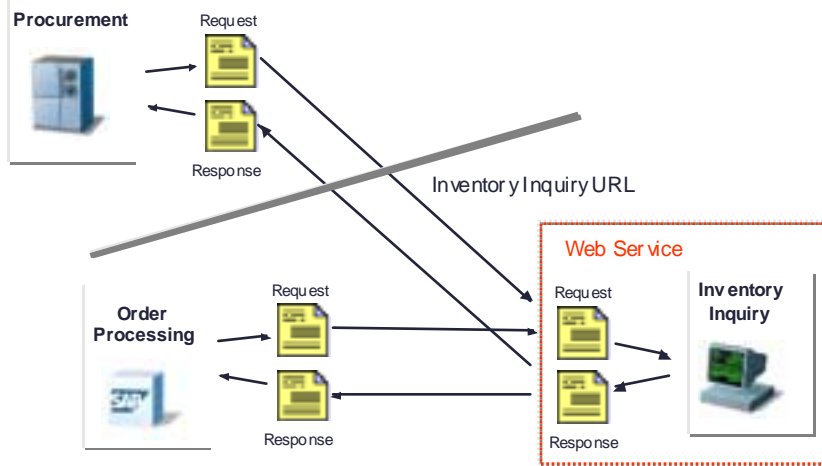 Procurement
Request
Response
Inventory Inquiry URL
Web Service
Order
Processing
Request
Response
Request
Response
Inventory
Inquiry